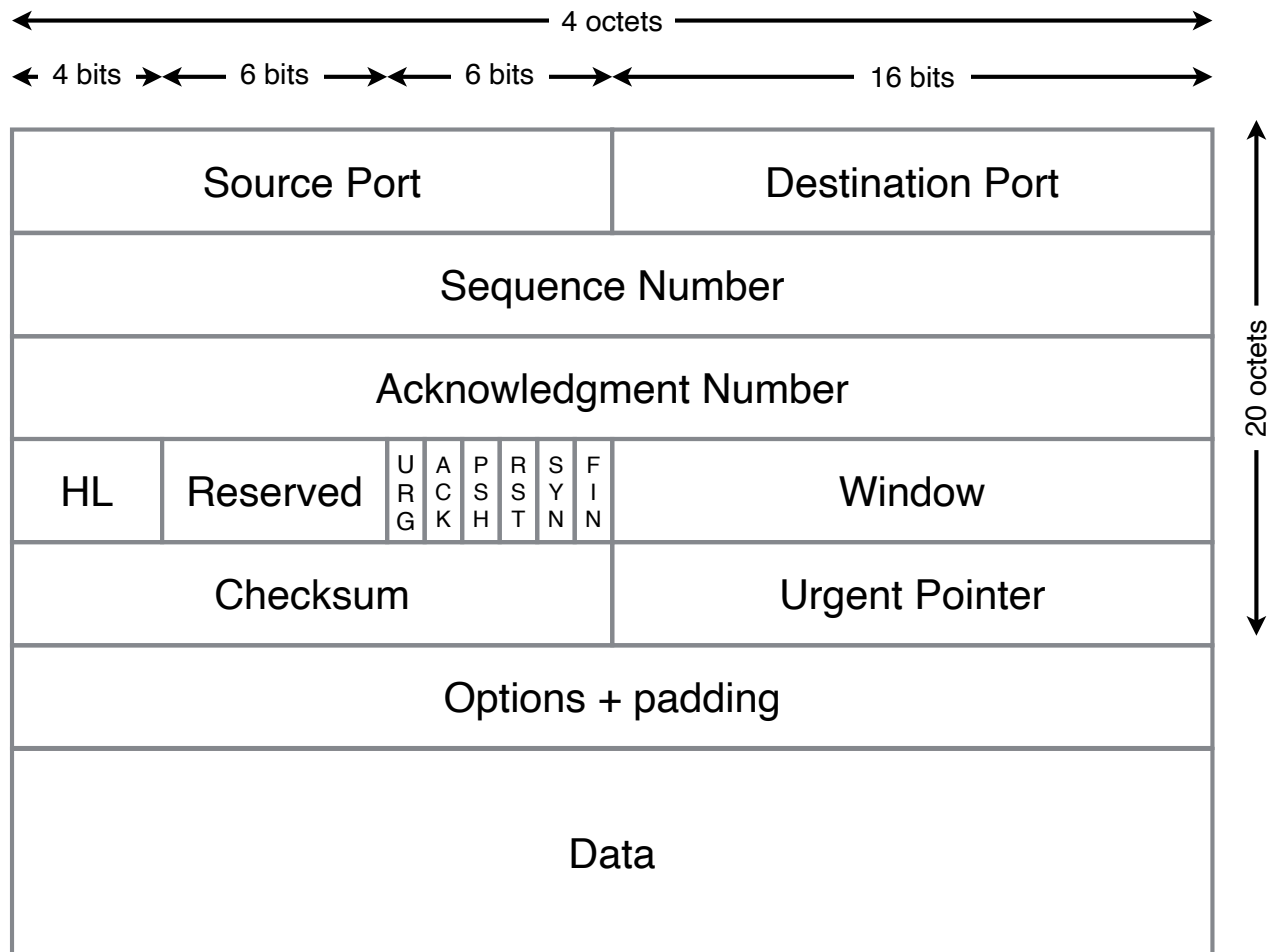 4 octets
4 bits 6 bits 6 bits 16 bits
Source Port Destination Port
Sequence Number
Acknowledgment Number
HL Reserved URG ACK PSH RST SYN FIN Window
Checksum Urgent Pointer
Options + padding
Data
20 octets